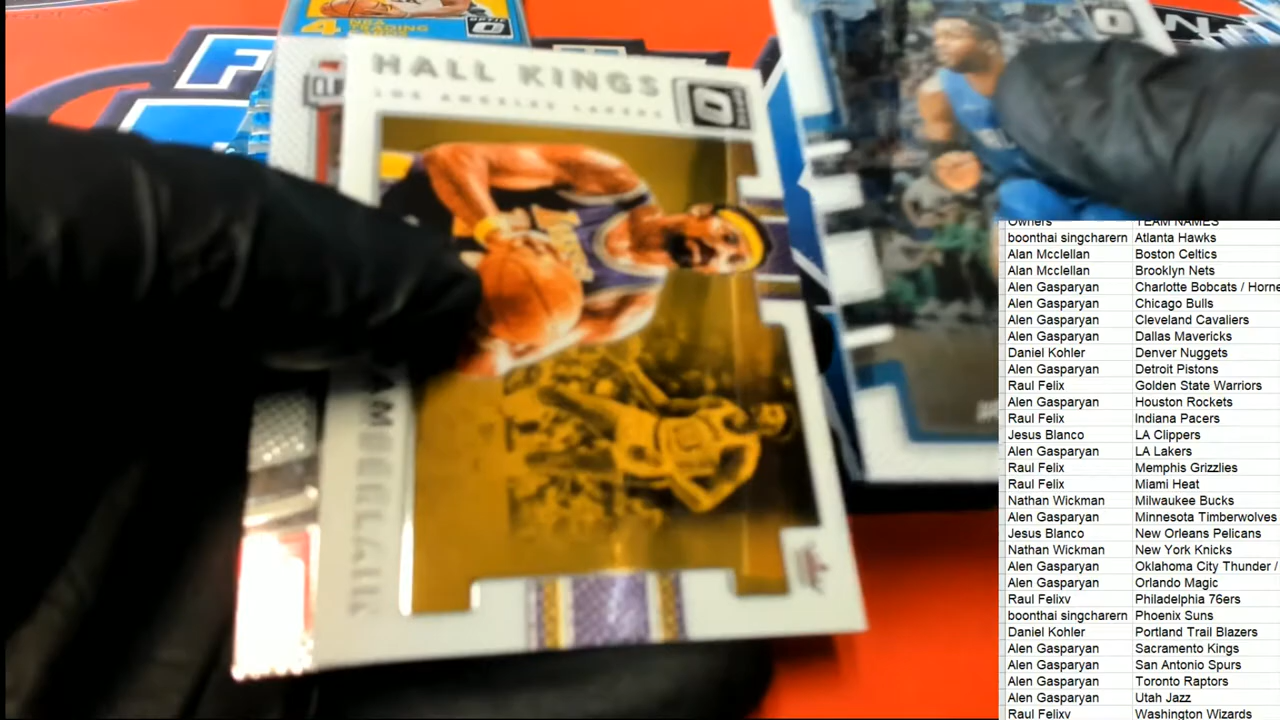 4 NBA TRADING CARDS
OPTIC
HALL KINGS
LOS ANGELES LAKERS
Owners TEAM NAMES
boonthai singcharern Atlanta Hawks
Alan Mcclellan Boston Celtics
Alan Mcclellan Brooklyn Nets
Alen Gasparyan Charlotte Bobcats / Horne
Alen Gasparyan Chicago Bulls
Alen Gasparyan Cleveland Cavaliers
Alen Gasparyan Dallas Mavericks
Daniel Kohler Denver Nuggets
Alen Gasparyan Detroit Pistons
Raul Felix Golden State Warriors
Alen Gasparyan Houston Rockets
Raul Felix Indiana Pacers
Jesus Blanco LA Clippers
Alen Gasparyan LA Lakers
Raul Felix Memphis Grizzlies
Raul Felix Miami Heat
Nathan Wickman Milwaukee Bucks
Alen Gasparyan Minnesota Timberwolves
Jesus Blanco New Orleans Pelicans
Nathan Wickman New York Knicks
Alen Gasparyan Oklahoma City Thunder /
Alen Gasparyan Orlando Magic
Raul Felixv Philadelphia 76ers
boonthai singcharern Phoenix Suns
Daniel Kohler Portland Trail Blazers
Alen Gasparyan Sacramento Kings
Alen Gasparyan San Antonio Spurs
Alen Gasparyan Toronto Raptors
Alen Gasparyan Utah Jazz
Raul Felixv Washington Wizards